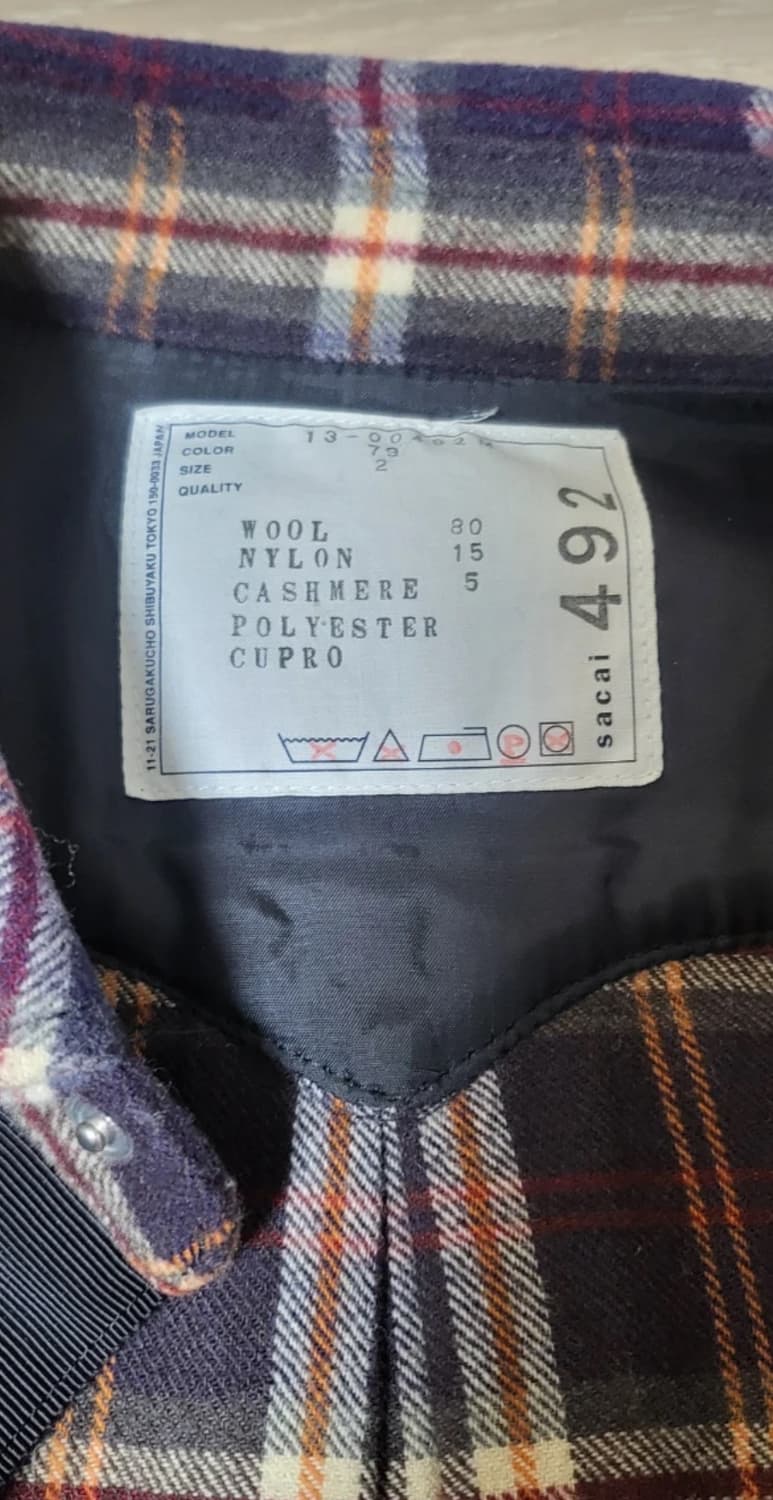 MODEL
COLOR 79
SIZE 2
QUALITY
WOOL 80
NYLON 15
CASHMERE 5
POLYESTER
CUPRO
P
sacai 492
11-21 SARUGAKUCHO SHIBUYAKU TOKYO 150-0033 JAPAN